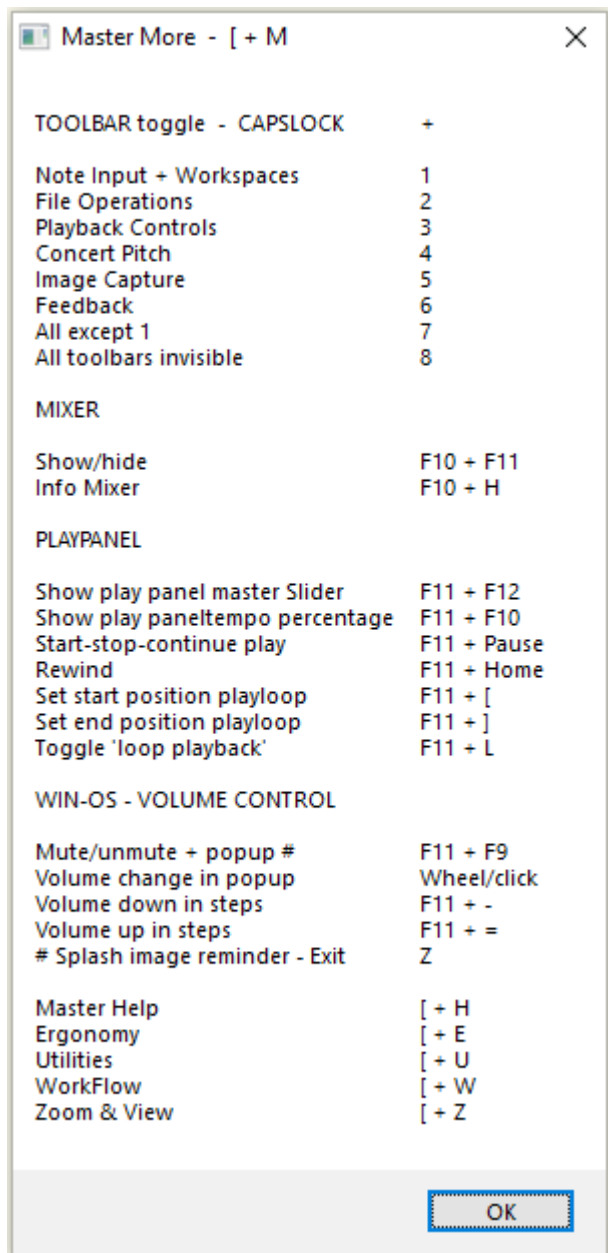 Master More - [ + M
TOOLBAR toggle - CAPSLOCK +
Note Input + Workspaces 1
File Operations 2
Playback Controls 3
Concert Pitch 4
Image Capture 5
Feedback 6
All except 1 7
All toolbars invisible 8
MIXER
Show/hide F10 + F11
Info Mixer F10 + H
PLAYPANEL
Show play panel master Slider F11 + F12
Show play paneltempo percentage F11 + F10
Start-stop-continue play F11 + Pause
Rewind F11 + Home
Set start position playloop F11 + [
Set end position playloop F11 + ]
Toggle 'loop playback' F11 + L
WIN-OS - VOLUME CONTROL
Mute/unmute + popup # F11 + F9
Volume change in popup Wheel/click
Volume down in steps F11 + -
Volume up in steps F11 + =
# Splash image reminder - Exit Z
Master Help [ + H
Ergonomy [ + E
Utilities [ + U
WorkFlow [ + W
Zoom & View [ + Z
OK